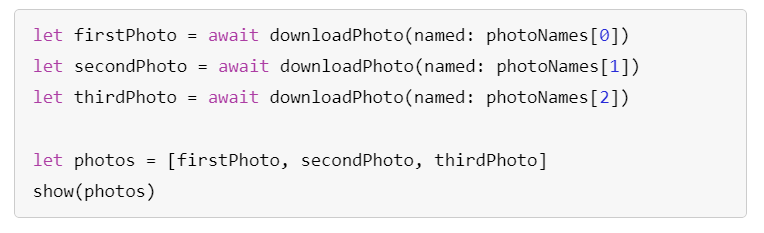 let firstPhoto = await downloadPhoto(named: photoNames[0])
let secondPhoto = await downloadPhoto(named: photoNames[1])
let thirdPhoto = await downloadPhoto(named: photoNames[2])
let photos = [firstPhoto, secondPhoto, thirdPhoto]
show(photos)